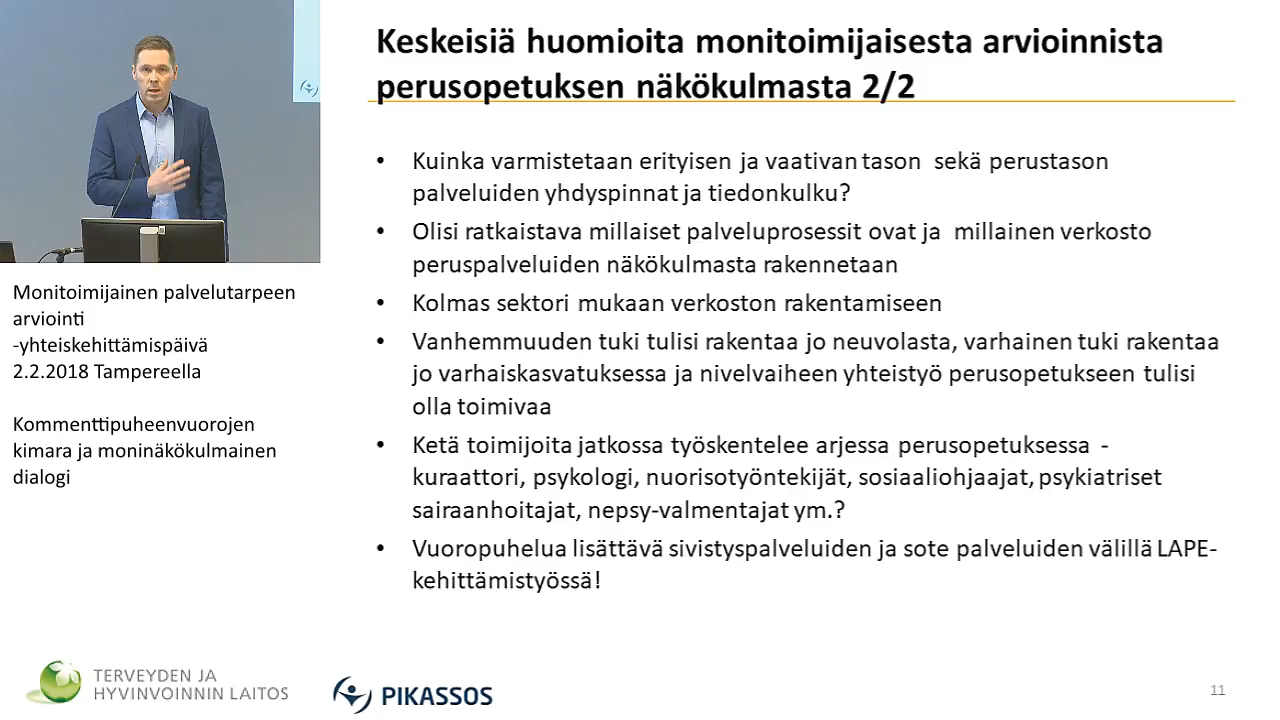 Keskeisiä huomioita monitoimijaisesta arvioinnista
perusopetuksen näkökulmasta 2/2
• Kuinka varmistetaan erityisen ja vaativan tason sekä perustason
palveluiden yhdyspinnat ja tiedonkulku?
• Olisi ratkaistava millaiset palveluprosessit ovat ja millainen verkosto
peruspalveluiden näkökulmasta rakennetaan
• Kolmas sektori mukaan verkoston rakentamiseen
• Vanhemmuuden tuki tulisi rakentaa jo neuvolasta, varhainen tuki rakentaa
jo varhaiskasvatuksessa ja nivelvaiheen yhteistyö perusopetukseen tulisi
olla toimivaa
• Ketä toimijoita jatkossa työskentelee arjessa perusopetuksessa -
kuraattori, psykologi, nuorisotyöntekijät, sosiaaliohjaajat, psykiatriset
sairaanhoitajat, nepsy-valmentajat ym.?
• Vuoropuhelua lisättävä sivistyspalveluiden ja sote palveluiden välillä LAPE-
kehittämistyössä!
Monitoimijainen palvelutarpeen
arviointi
-yhteiskehittämispäivä
2.2.2018 Tampereella
Kommenttipuheenvuorojen
kimara ja moninäkökulmainen
dialogi
TERVEYDEN JA
HYVINVOINNIN LAITOS
PIKASSOS
11